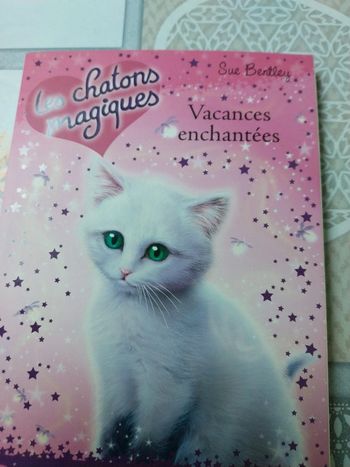 Les chatons
magiques
Sue Bentley
Vacances
enchantées